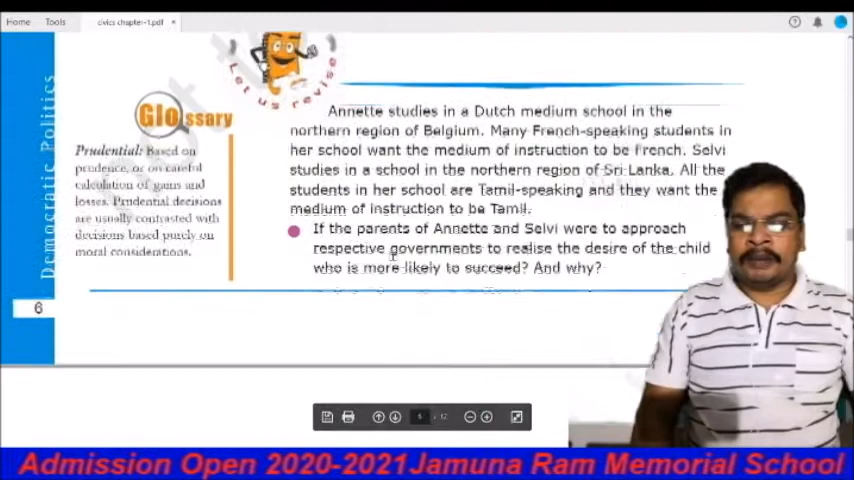 Home
Tools
civics chapter-1.pdf
Let us revise
Democratic Politics
6
Glossary
Prudential: Based on
prudence, or on careful
calculation of gains and
losses. Prudential decisions
are usually contrasted with
decisions based purely on
moral considerations.
Annette studies in a Dutch medium school in the
northern region of Belgium. Many French-speaking students in
her school want the medium of instruction to be French. Selvi
studies in a school in the northern region of Sri Lanka. All the
students in her school are Tamil-speaking and they want the
medium of instruction to be Tamil.
If the parents of Annette and Selvi were to approach
respective governments to realise the desire of the child
who is more likely to succeed? And why?
Admission Open 2020-2021Jamuna Ram Memorial School